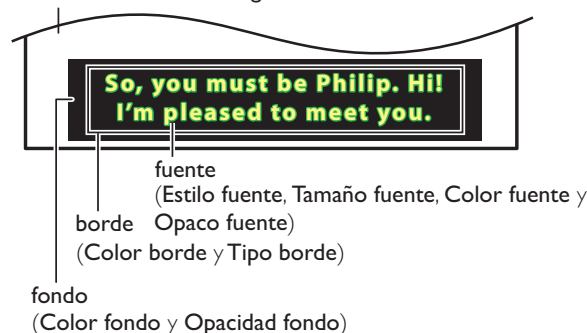 So, you must be Philip. Hi!
I'm pleased to meet you.
fuente
(Estilo fuente, Tamaño fuente, Color fuente y
Opaco fuente)
borde
(Color borde y Tipo borde)
fondo
(Color fondo y Opacidad fondo)